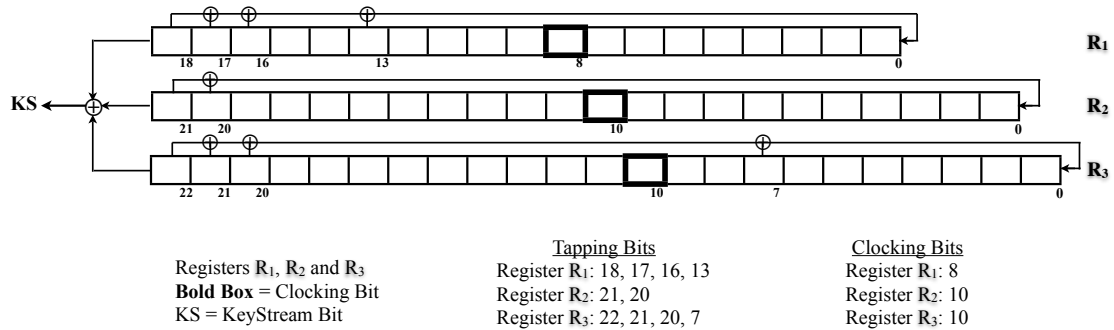 R1
18 17 16 13 8 0
KS
R2
21 20 10 0
R3
22 21 20 10 7 0
Registers R1, R2 and R3
Bold Box = Clocking Bit
KS = KeyStream Bit
Tapping Bits
Register R1: 18, 17, 16, 13
Register R2: 21, 20
Register R3: 22, 21, 20, 7
Clocking Bits
Register R1: 8
Register R2: 10
Register R3: 10